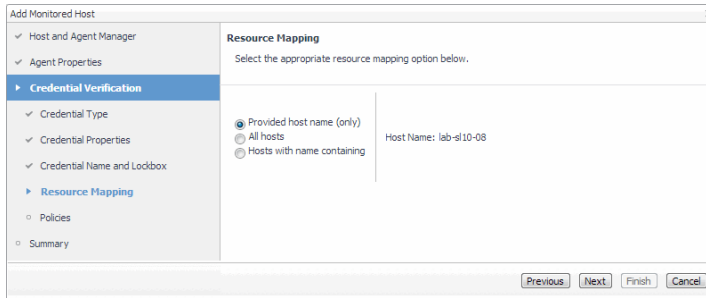 Add Monitored Host
Host and Agent Manager
Agent Properties
Credential Verification
Credential Type
Credential Properties
Credential Name and Lockbox
Resource Mapping
Policies
Summary
Resource Mapping
Select the appropriate resource mapping option below.
Provided host name (only)
All hosts
Hosts with name containing
Host Name: lab-sl10-08
Previous
Next
Finish
Cancel